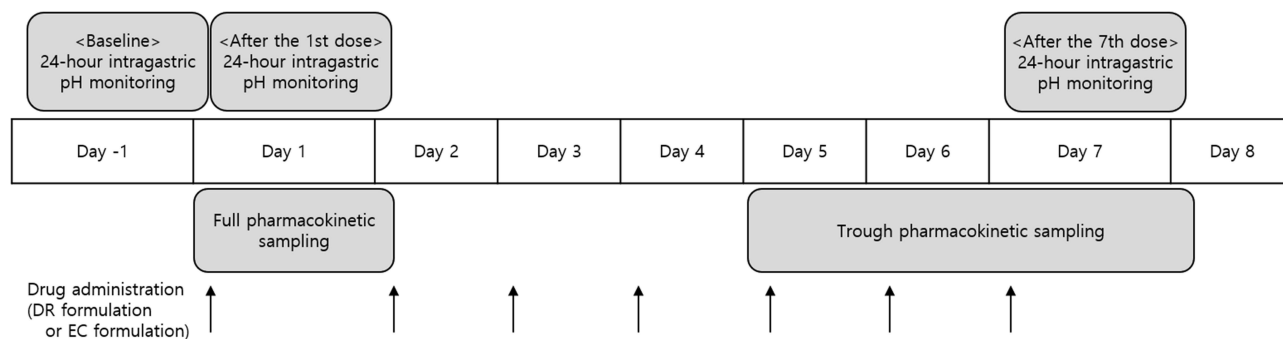 <Baseline>
24-hour intragastric
pH monitoring
<After the 1st dose>
24-hour intragastric
pH monitoring
<After the 7th dose>
24-hour intragastric
pH monitoring
Day -1
Day 1
Day 2
Day 3
Day 4
Day 5
Day 6
Day 7
Day 8
Full pharmacokinetic
sampling
Trough pharmacokinetic sampling
Drug administration
(DR formulation
or EC formulation)